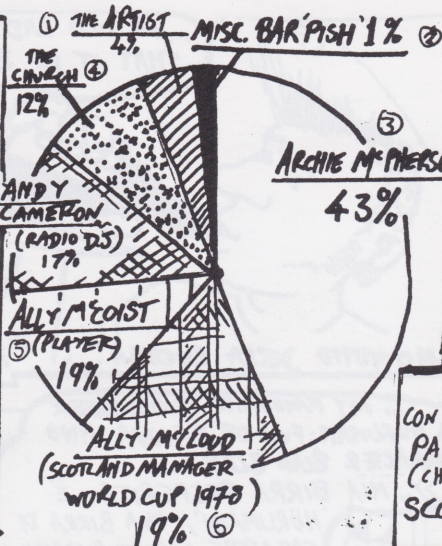 ① THE ARTIST
4%
MISC. BAR 'PISH' 1% ②
THE
CHURCH ④
12%
③
ARCHIE McPHERSO
43%
ANDY
CAMERON
(RADIO DJ)
17%
ALLY McCOIST
⑤ (PLAYER)
19%
ALLY McCLOUD
(SCOTLAND MANAGER
WORLD CUP 1978
19% ⑥
CON
PA
(CH
SCO